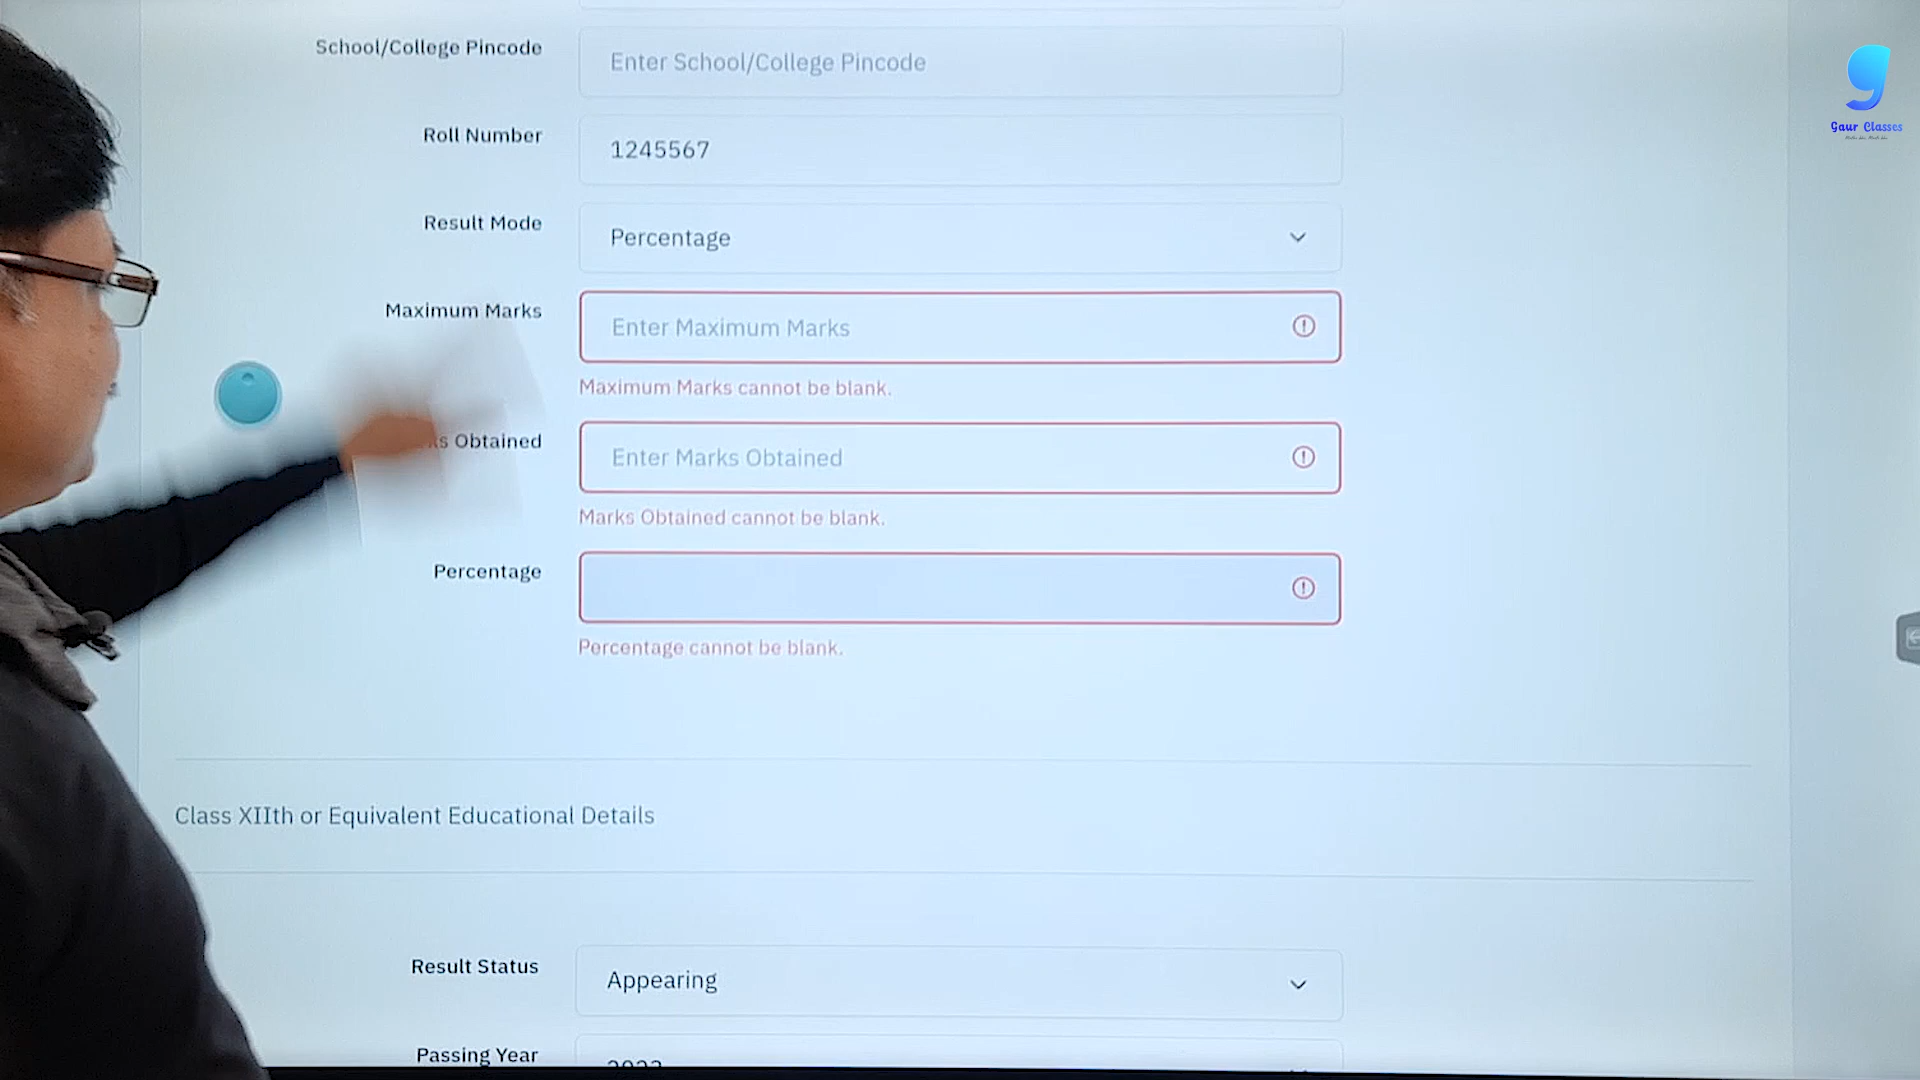 School/College Pincode
Enter School/College Pincode
Roll Number
1245567
Result Mode
Percentage
Maximum Marks
Enter Maximum Marks
Maximum Marks cannot be blank.
Obtained
Enter Marks Obtained
Marks Obtained cannot be blank.
Percentage
Percentage cannot be blank.
Class XIIth or Equivalent Educational Details
Result Status
Appearing
Passing Year
g
Gaur Classes